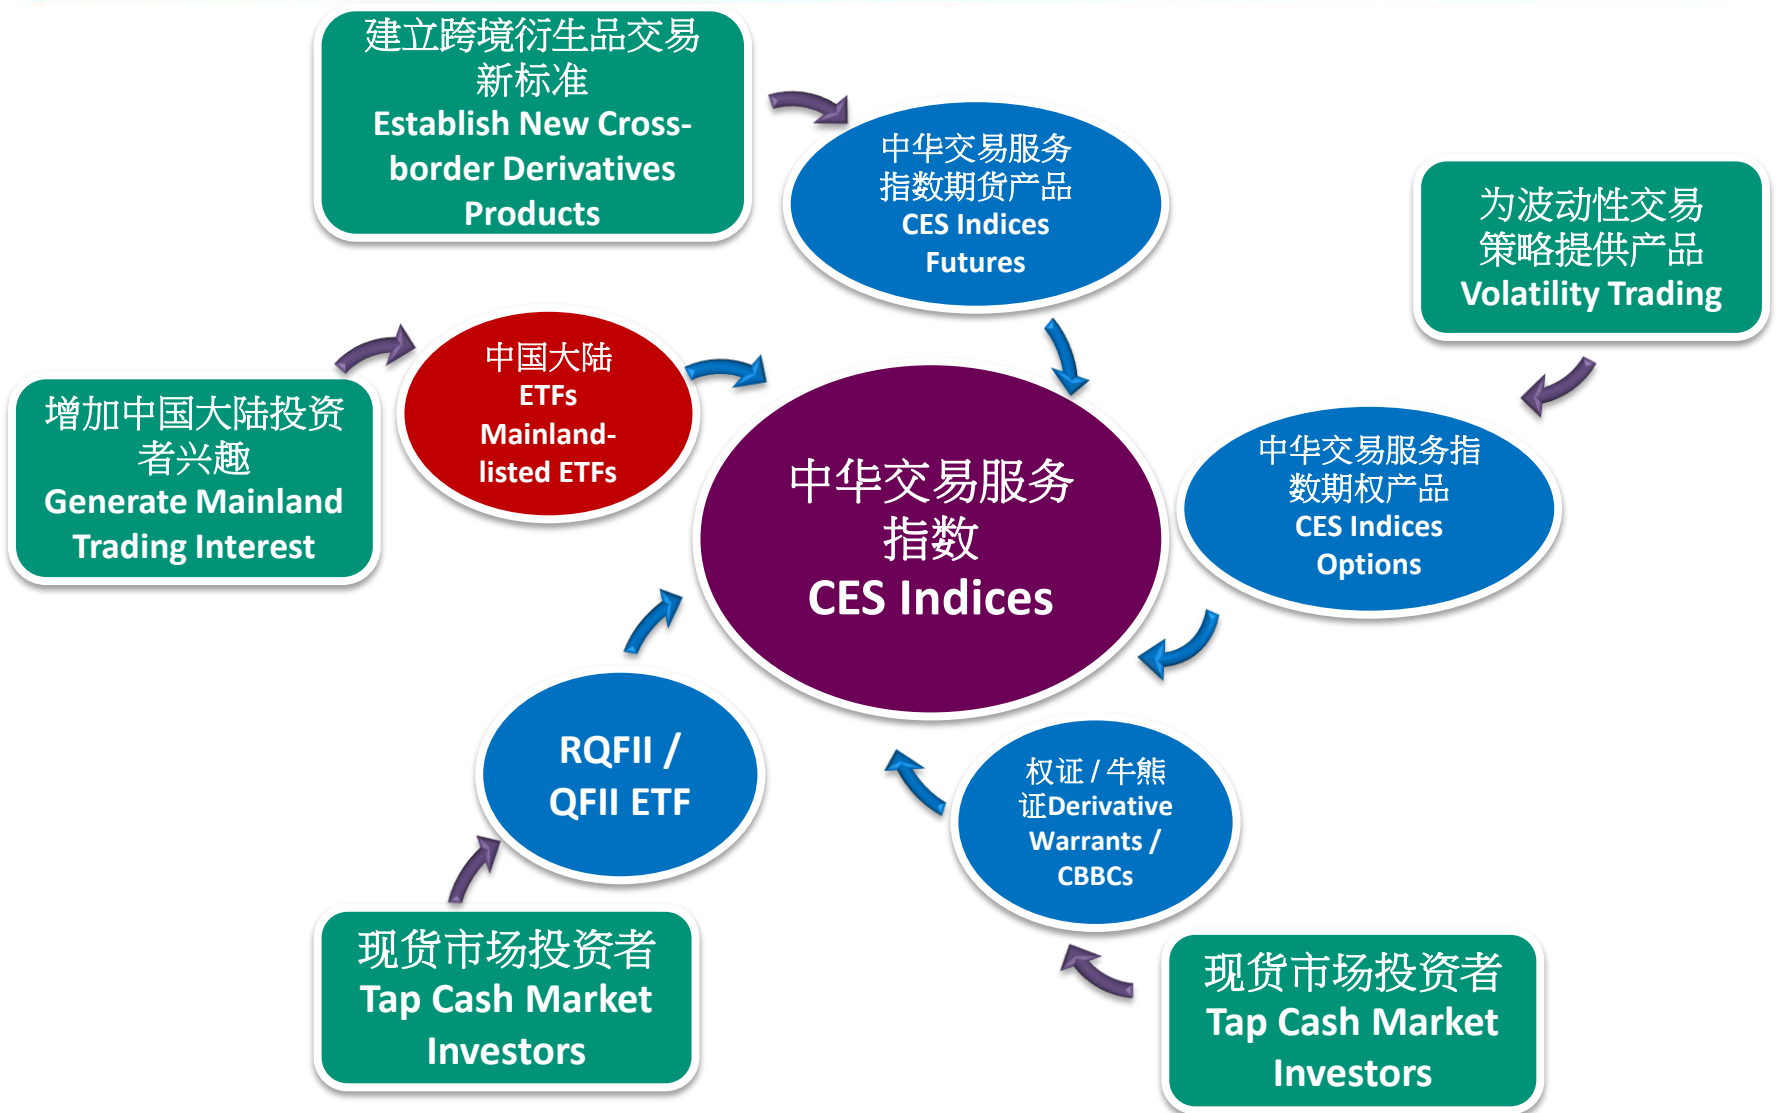 建立跨境衍生品交易
新标准
Establish New Cross-
border Derivatives
Products
中华交易服务
指数期货产品
CES Indices
Futures
为波动性交易
策略提供产品
Volatility Trading
中国大陆
ETFs
Mainland-
listed ETFs
增加中国大陆投资
者兴趣
Generate Mainland
Trading Interest
中华交易服务
指数
CES Indices
中华交易服务指
数期权产品
CES Indices
Options
RQFII /
QFII ETF
权证 / 牛熊
证Derivative
Warrants /
CBBCs
现货市场投资者
Tap Cash Market
Investors
现货市场投资者
Tap Cash Market
Investors